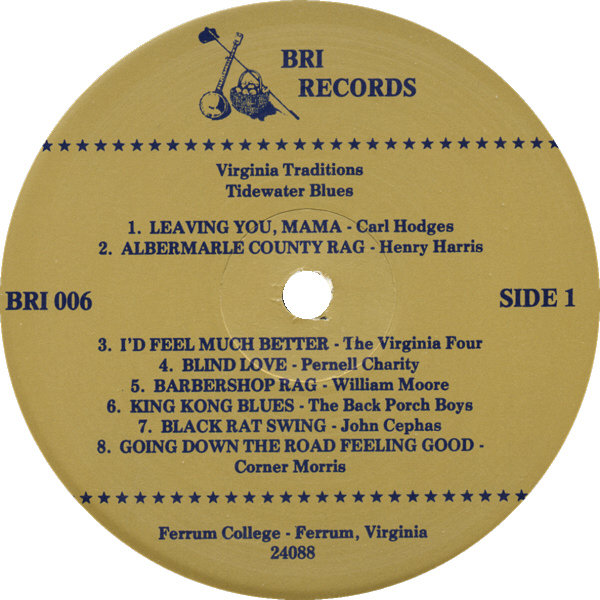 BRI
RECORDS
Virginia Traditions
Tidewater Blues
1. LEAVING YOU, MAMA - Carl Hodges
2. ALBERMARLE COUNTY RAG - Henry Harris
BRI 006
SIDE 1
3. I'D FEEL MUCH BETTER - The Virginia Four
4. BLIND LOVE - Pernell Charity
5. BARBERSHOP RAG - William Moore
6. KING KONG BLUES - The Back Porch Boys
7. BLACK RAT SWING - John Cephas
8. GOING DOWN THE ROAD FEELING GOOD -
Corner Morris
Ferrum College - Ferrum, Virginia
24088